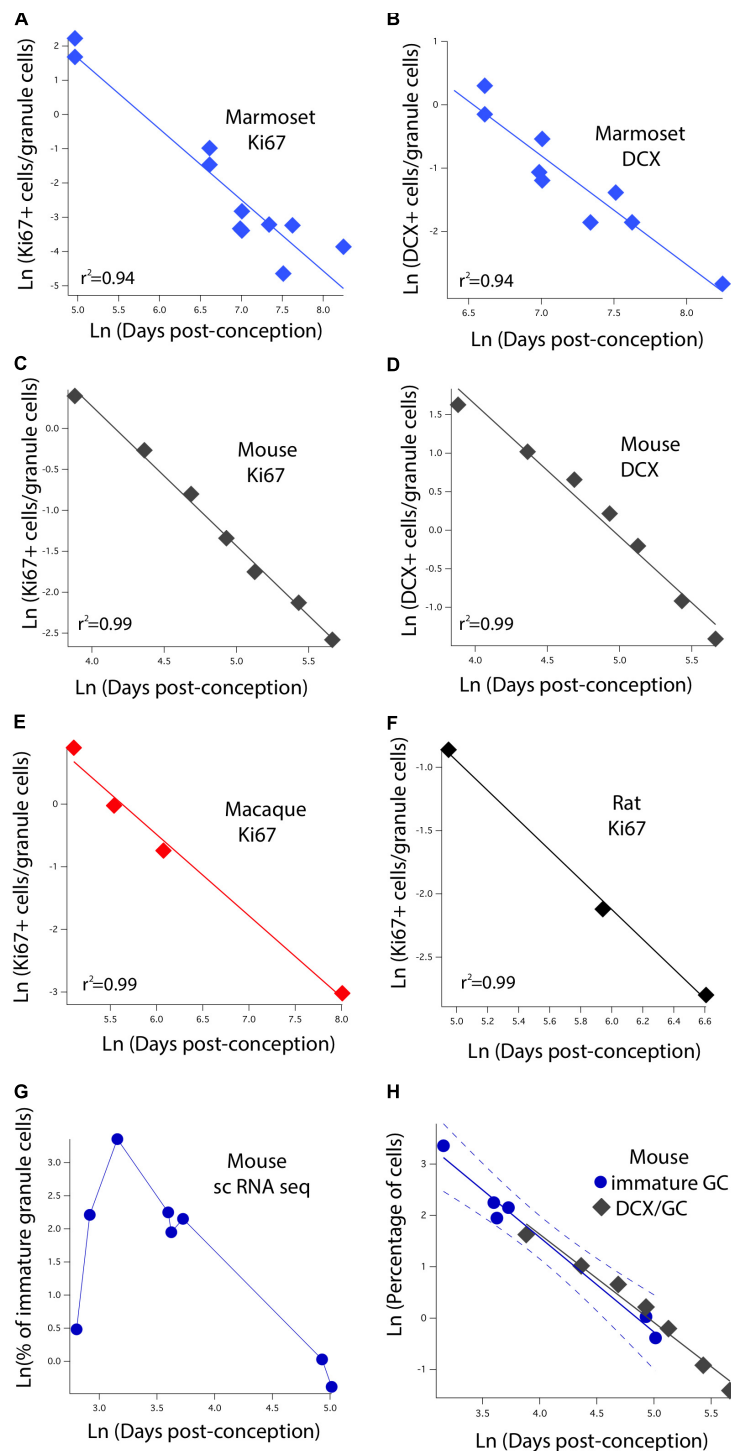 A
Ln (Ki67+ cells/granule cells)
2
1
0
-1
-2
-3
-4
-5
Marmoset
Ki67
r²=0.94
5.0 5.5 6.0 6.5 7.0 7.5 8.0
Ln (Days post-conception)
B
Ln (DCX+ cells/granule cells)
1
0
-1
-2
Marmoset
DCX
r²=0.94
6.5 7.0 7.5 8.0
Ln (Days post-conception)
C
Ln (Ki67+ cells/granule cells)
0.0
-0.5
-1.0
-1.5
-2.0
-2.5
Mouse
Ki67
r²=0.99
4.0 4.5 5.0 5.5
Ln (Days post-conception)
D
Ln (DCX+ cells/granule cells)
1.5
1.0
0.5
0.0
-0.5
-1.0
Mouse
DCX
r²=0.99
4.0 4.5 5.0 5.5
Ln (Days post-conception)
E
Ln (Ki67+ cells/granule cells)
0
-1
-3
Macaque
Ki67
r²=0.99
5.5 6.0 6.5 7.0 7.5 8.0
Ln (Days post-conception)
F
Ln (Ki67+ cells/granule cells)
-1.0
-1.5
-2.0
-2.5
Rat
Ki67
r²=0.99
5.0 5.2 5.4 5.6 5.8 6.0 6.2 6.4 6.6
Ln (Days post-conception)
G
Ln(% of immature granule cells)
3.0
2.5
2.0
1.5
1.0
0.5
0.0
Mouse
sc RNA seq
3.0 3.5 4.0 4.5 5.0
Ln (Days post-conception)
H
Ln (Percentage of cells)
3
2
1
0
-1
Mouse
immature GC
DCX/GC
3.5 4.0 4.5 5.0 5.5
Ln (Days post-conception)